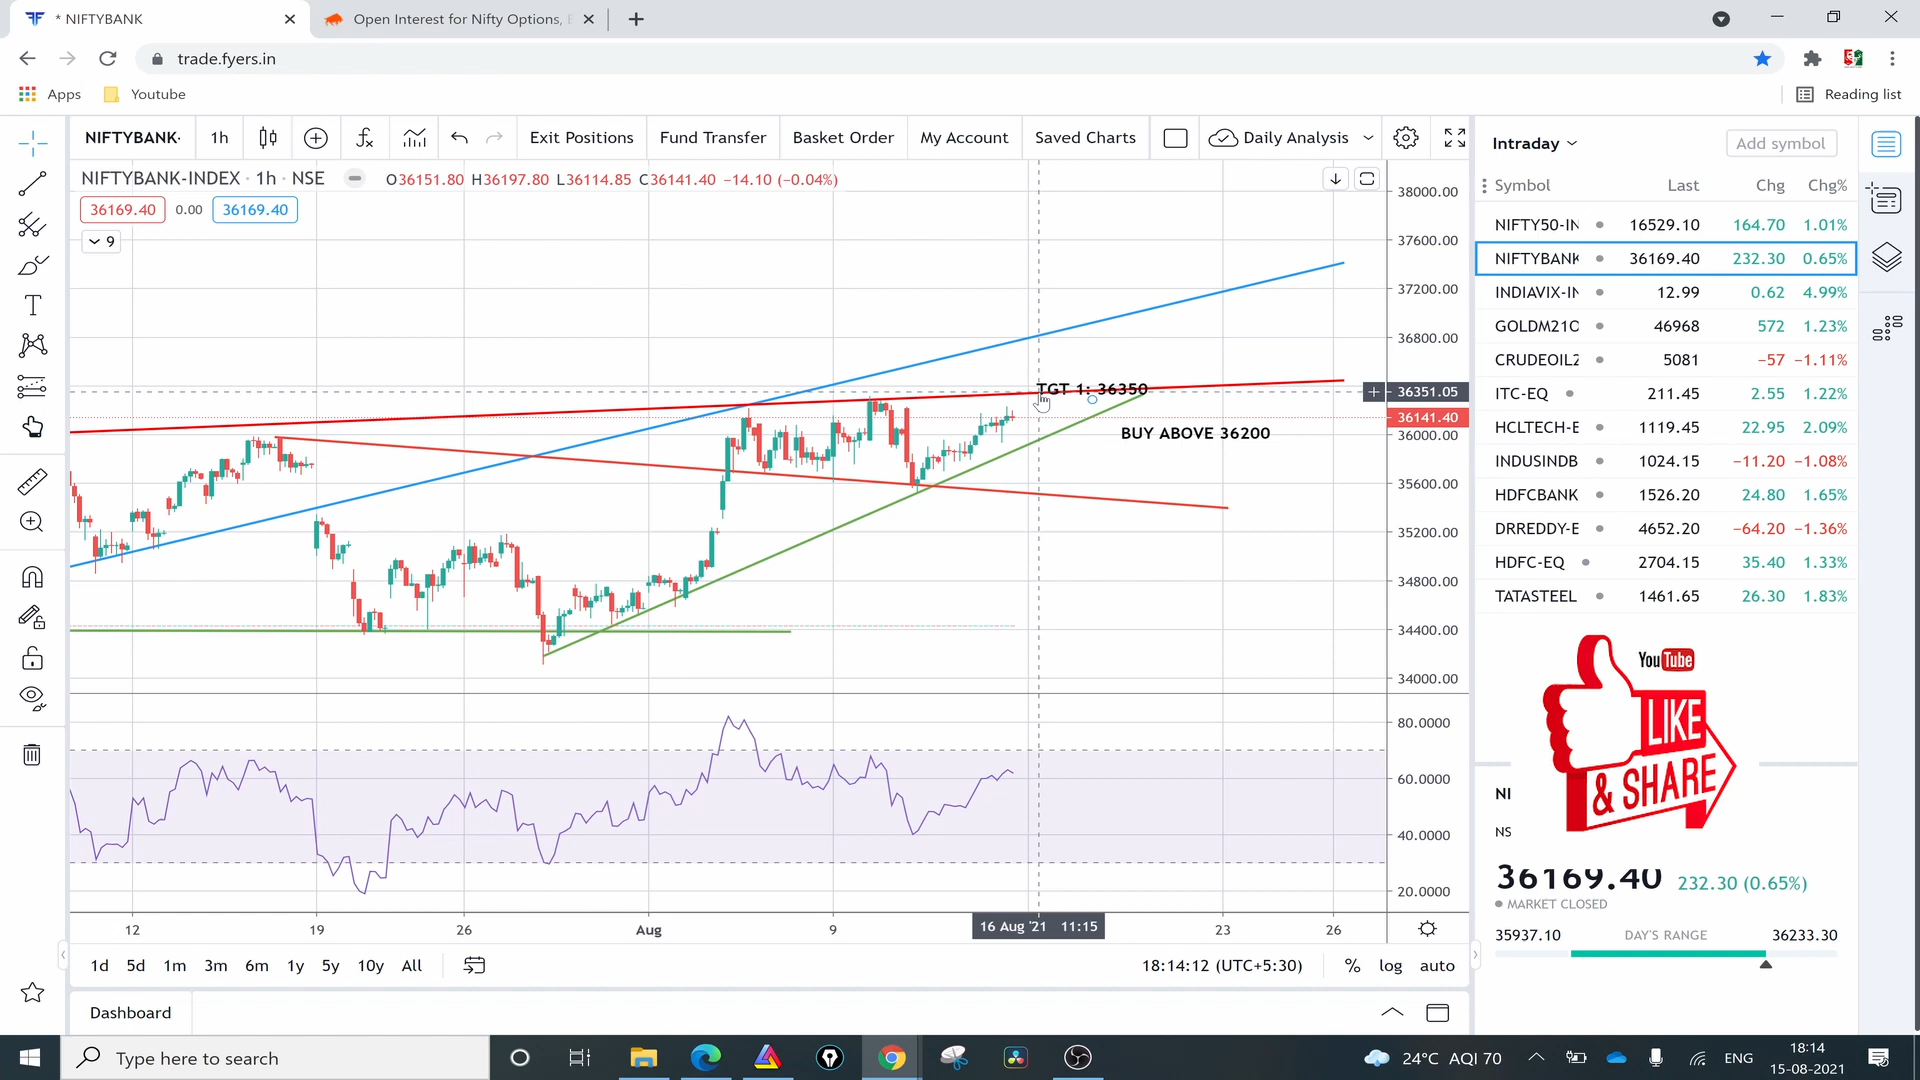 * NIFTYBANK
Open Interest for Nifty Options,
trade.fyers.in
Apps
Youtube
Reading list
NIFTYBANK-
1h
Exit Positions
Fund Transfer
Basket Order
My Account
Saved Charts
Daily Analysis
NIFTYBANK-INDEX · 1h · NSE
O36151.80 H36197.80 L36114.85 C36141.40 −14.10 (−0.04%)
36169.40 0.00 36169.40
9
TGT 1: 36350
BUY ABOVE 36200
38000.00
37600.00
37200.00
36800.00
36351.05
36141.40
36000.00
35600.00
35200.00
34800.00
34400.00
34000.00
80.0000
60.0000
40.0000
20.0000
12 19 26 Aug 9 16 Aug '21 11:15 23 26
1d 5d 1m 3m 6m 1y 5y 10y All
18:14:12 (UTC+5:30)
% log auto
Dashboard
Intraday
Add symbol
Symbol Last Chg Chg%
NIFTY50-IN 16529.10 164.70 1.01%
NIFTYBANK 36169.40 232.30 0.65%
INDIAVIX-IN 12.99 0.62 4.99%
GOLDM21O 46968 572 1.23%
CRUDEOIL2 5081 −57 −1.11%
ITC-EQ 211.45 2.55 1.22%
HCLTECH-E 1119.45 22.95 2.09%
INDUSINDB 1024.15 −11.20 −1.08%
HDFCBANK 1526.20 24.80 1.65%
DRREDDY-E 4652.20 −64.20 −1.36%
HDFC-EQ 2704.15 35.40 1.33%
TATASTEEL 1461.65 26.30 1.83%
YouTube
LIKE
& SHARE
NI
NS
36169.40 232.30 (0.65%)
MARKET CLOSED
35937.10 DAY'S RANGE 36233.30
Type here to search
24°C AQI 70
ENG
18:14
15-08-2021